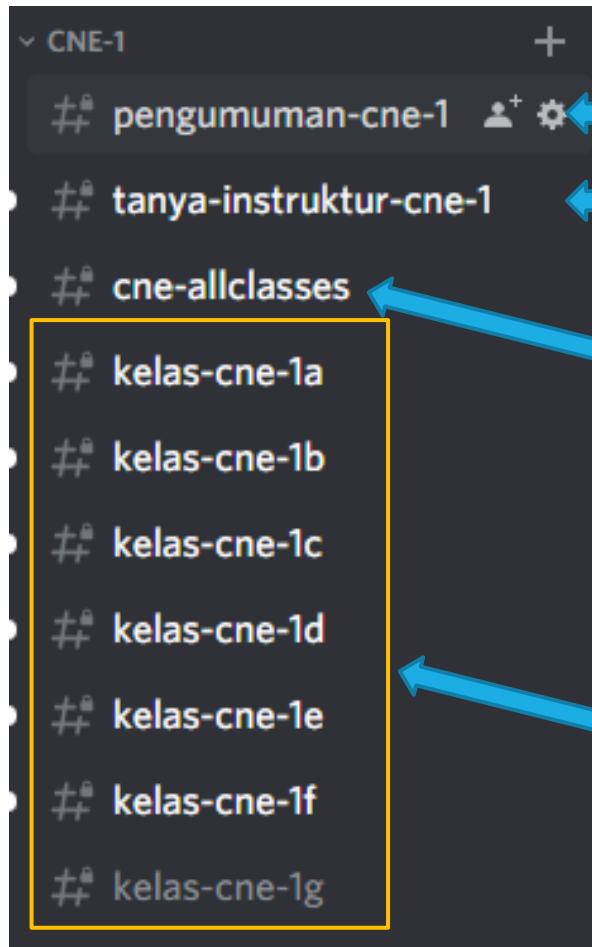 CNE-1
pengumuman-cne-1
tanya-instruktur-cne-1
cne-allclasses
kelas-cne-1a
kelas-cne-1b
kelas-cne-1c
kelas-cne-1d
kelas-cne-1e
kelas-cne-1f
kelas-cne-1g